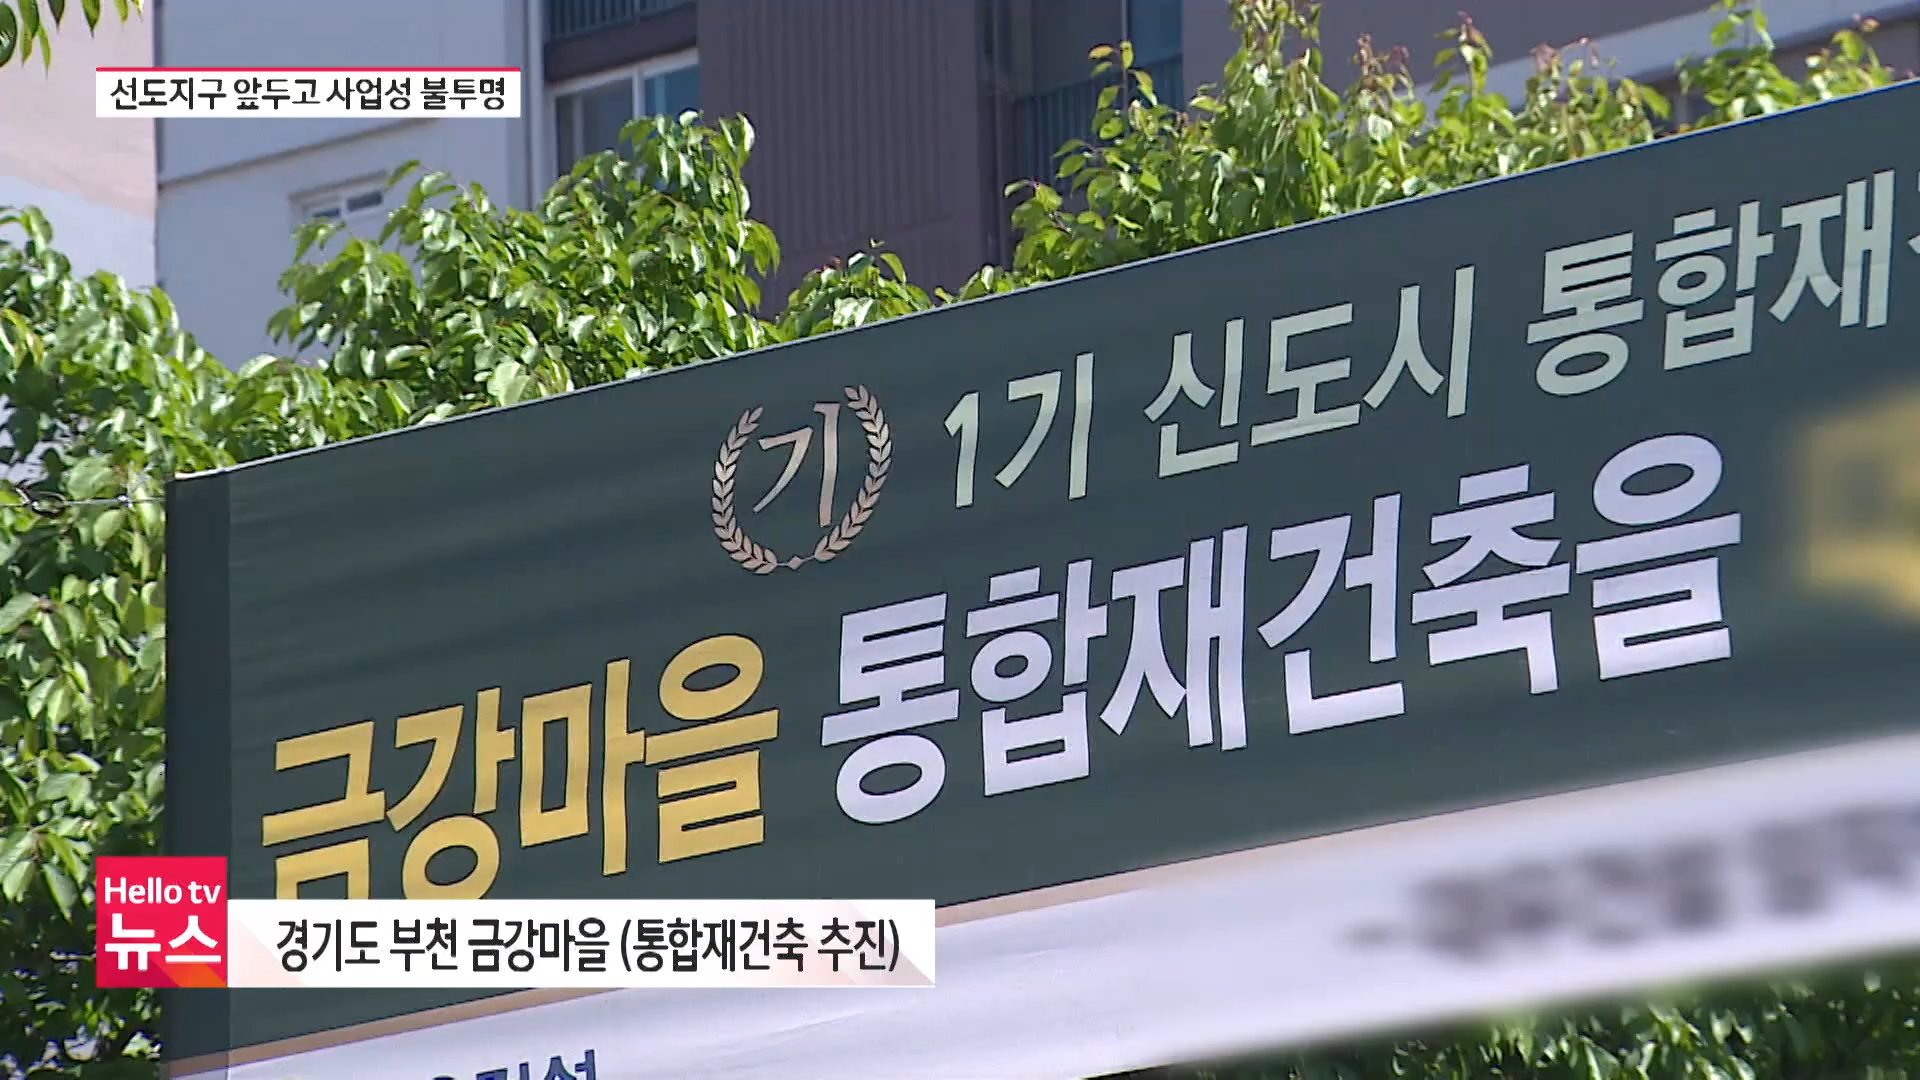 선도지구 앞두고 사업성 불투명
기
1기 신도시 통합재
금강마을 통합재건축을
Hello tv
뉴스
경기도 부천 금강마을 (통합재건축 추진)